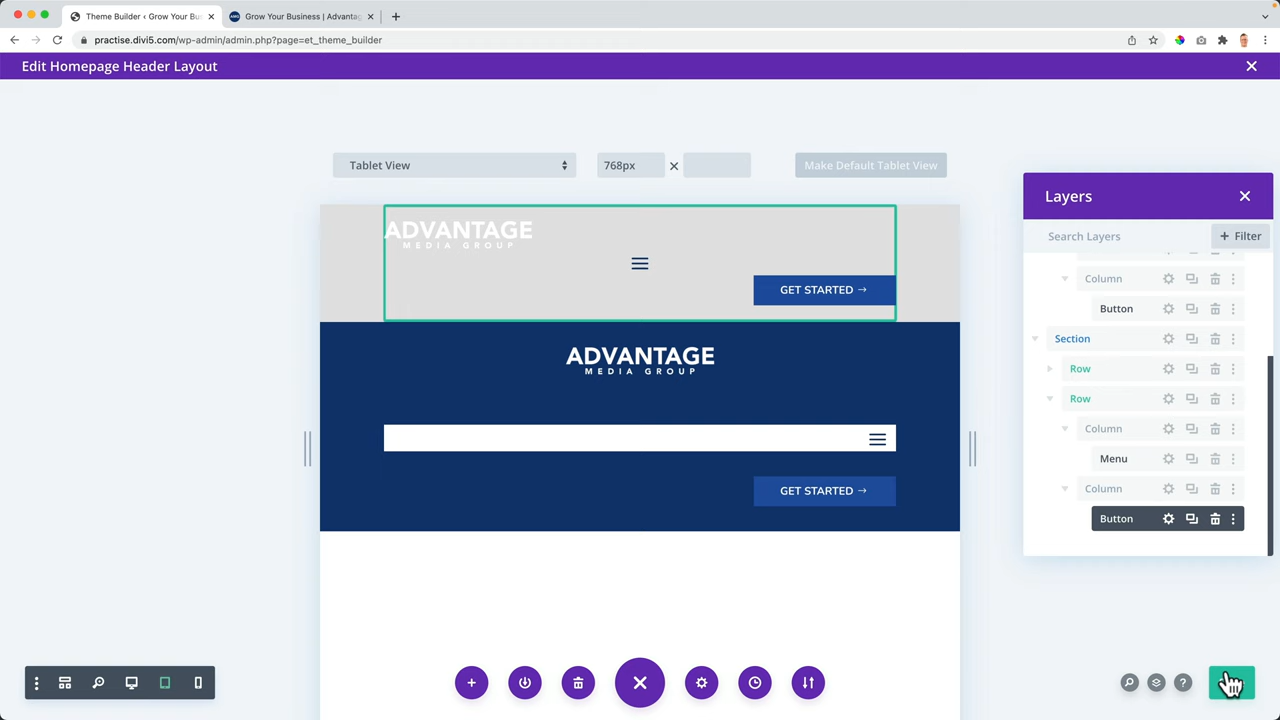 Theme Builder ‹ Grow Your Bu
Grow Your Business | Advantag
practise.divi5.com/wp-admin/admin.php?page=et_theme_builder
Edit Homepage Header Layout
Tablet View
768px
Make Default Tablet View
ADVANTAGE
MEDIA GROUP
GET STARTED →
ADVANTAGE
MEDIA GROUP
GET STARTED →
Layers
Search Layers
+ Filter
Column
Button
Section
Row
Row
Column
Menu
Column
Button